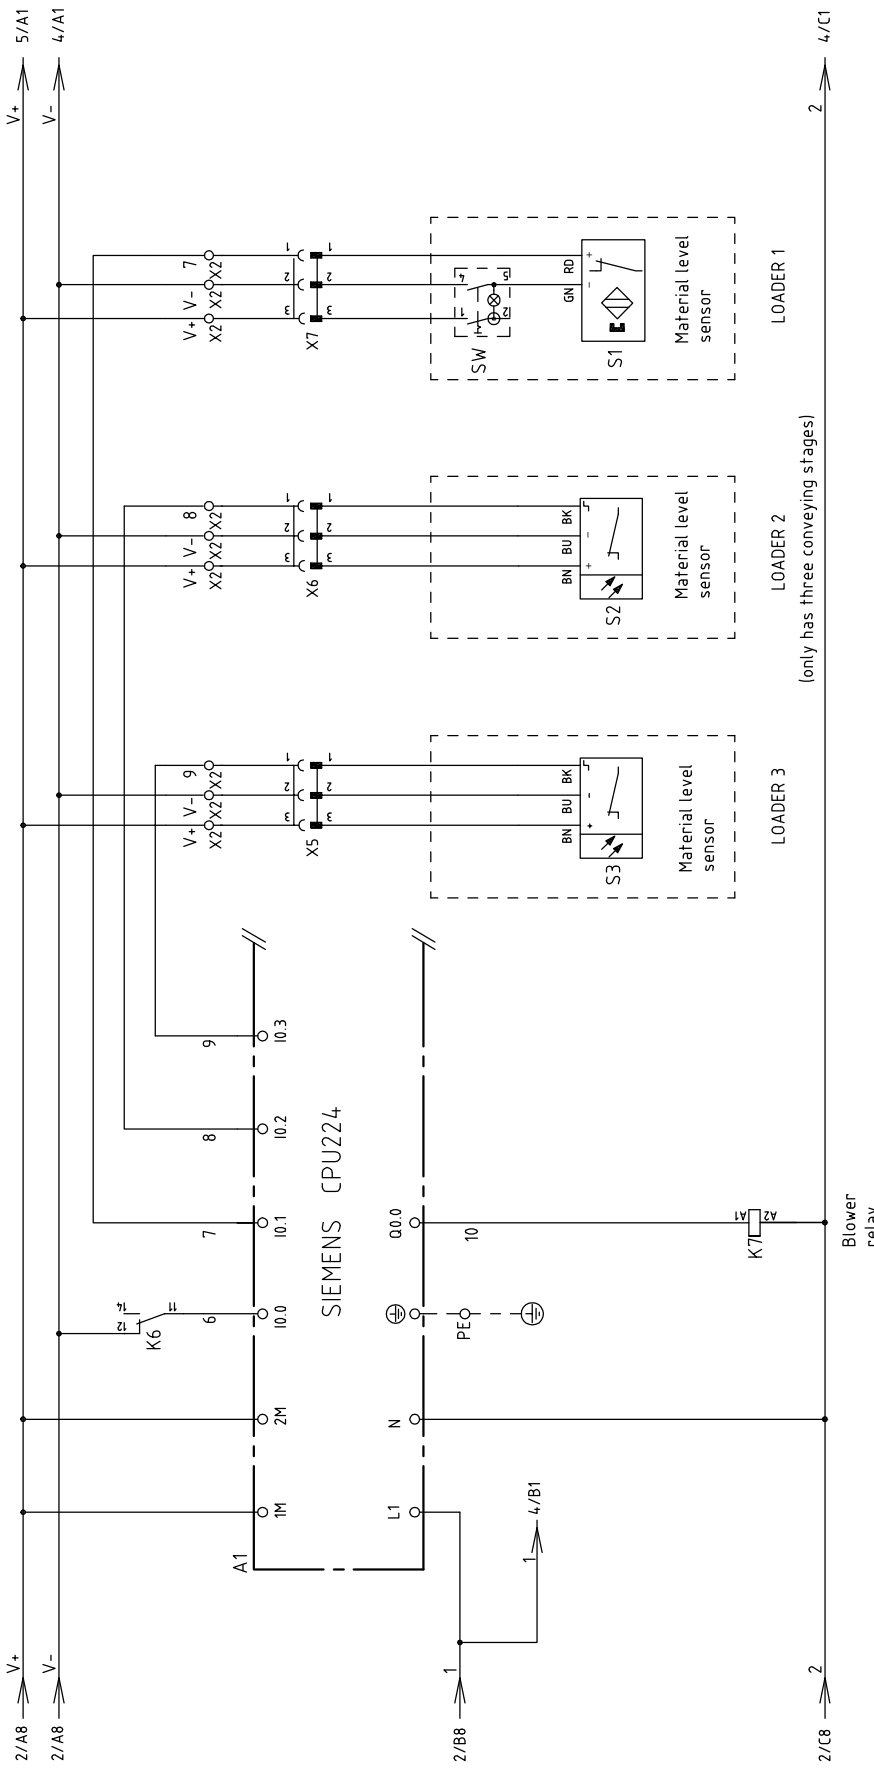 2/A8
V+
V+
5/A1
2/A8
V-
V-
4/A1
12
14
11
K6
6
7
8
9
V+
V-
9
X2
X2
X2
V+
V-
8
X2
X2
X2
V+
V-
7
X2
X2
X2
3
2
1
X5
3
2
1
3
2
1
X6
3
2
1
3
2
1
X7
3
2
1
A1
1M
2M
I0.0
I0.1
I0.2
I0.3
SIEMENS CPU224
L1
N
Q0.0
2/B8
1
1
4/B1
PE
10
SW
1
4
2
5
BN
BU
BK
+
-
S3
Material level
sensor
LOADER 3
BN
BU
BK
+
-
S2
Material level
sensor
LOADER 2
(only has three conveying stages)
GN
RD
-
+
S1
Material level
sensor
LOADER 1
K7
A1
A2
2/C8
2
2
4/C1
Blower
relay